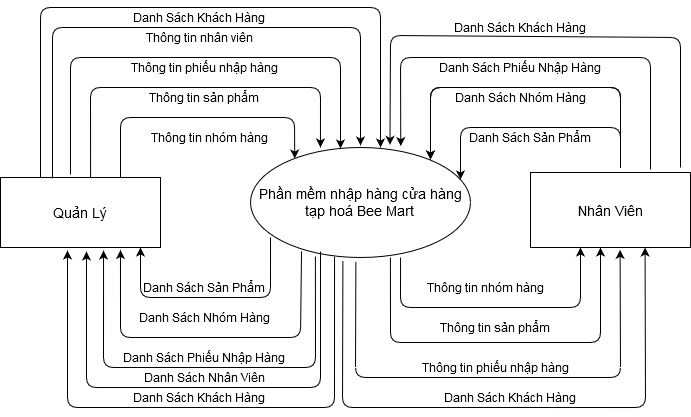 Danh Sách Khách Hàng
Thông tin nhân viên
Thông tin phiếu nhập hàng
Thông tin sản phẩm
Thông tin nhóm hàng
Danh Sách Khách Hàng
Danh Sách Phiếu Nhập Hàng
Danh Sách Nhóm Hàng
Danh Sách Sản Phẩm
Quản Lý
Phần mềm nhập hàng cửa hàng
tạp hoá Bee Mart
Nhân Viên
Danh Sách Sản Phẩm
Danh Sách Nhóm Hàng
Danh Sách Phiếu Nhập Hàng
Danh Sách Nhân Viên
Danh Sách Khách Hàng
Thông tin nhóm hàng
Thông tin sản phẩm
Thông tin phiếu nhập hàng
Danh Sách Khách Hàng